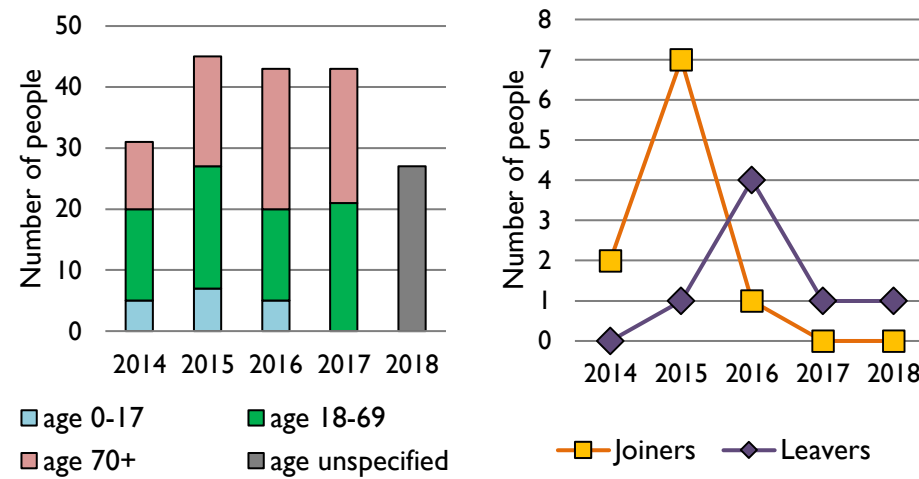 Number of people
50
40
30
20
10
0
2014 2015 2016 2017 2018
age 0-17 age 18-69
age 70+ age unspecified
Number of people
8
7
6
5
4
3
2
1
0
2014 2015 2016 2017 2018
Joiners Leavers